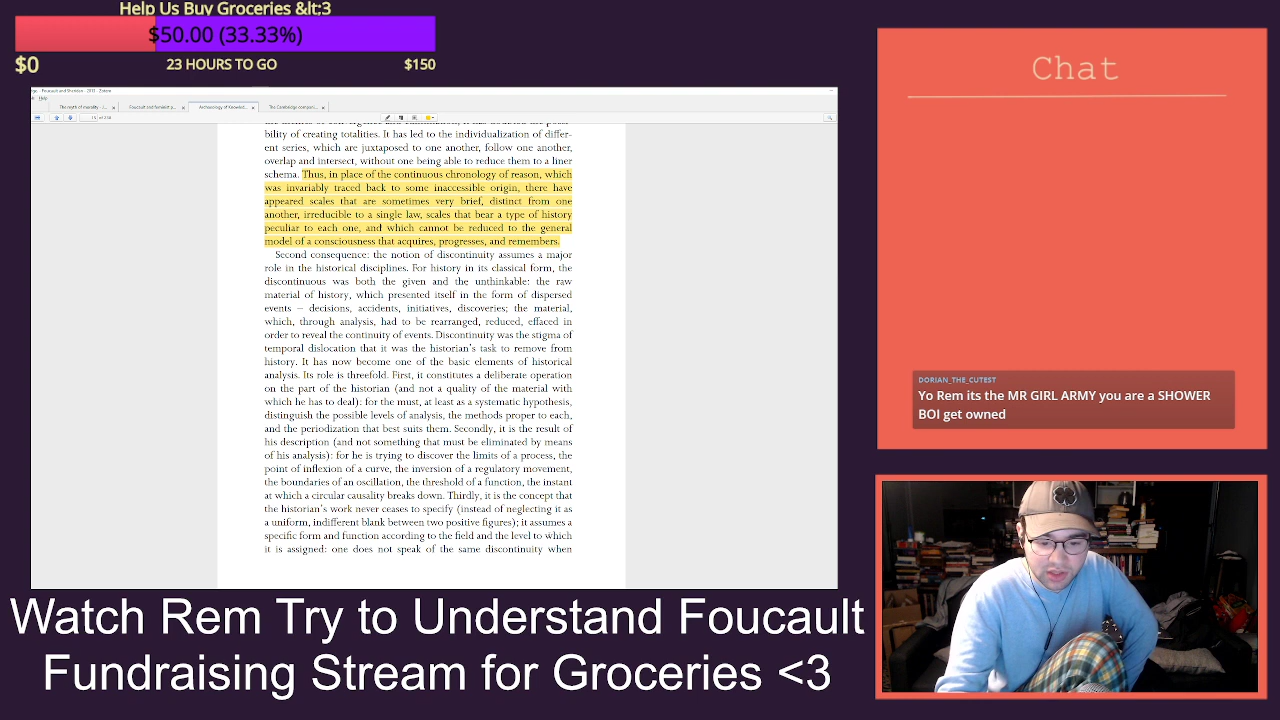 Help Us Buy Groceries &lt;3
$50.00 (33.33%)
$0
23 HOURS TO GO
$150
- Foucault and Sheridan - 2013 - Zotero
Help
The myth of morality - J...
Foucault and feminist p...
Archaeology of Knowled...
The Cambridge compani...
bility of creating totalities. It has led to the individualization of differ-
ent series, which are juxtaposed to one another, follow one another,
overlap and intersect, without one being able to reduce them to a liner
schema. Thus, in place of the continuous chronology of reason, which
was invariably traced back to some inaccessible origin, there have
appeared scales that are sometimes very brief, distinct from one
another, irreducible to a single law, scales that bear a type of history
peculiar to each one, and which cannot be reduced to the general
model of a consciousness that acquires, progresses, and remembers.
Second consequence: the notion of discontinuity assumes a major
role in the historical disciplines. For history in its classical form, the
discontinuous was both the given and the unthinkable: the raw
material of history, which presented itself in the form of dispersed
events – decisions, accidents, initiatives, discoveries; the material,
which, through analysis, had to be rearranged, reduced, effaced in
order to reveal the continuity of events. Discontinuity was the stigma of
temporal dislocation that it was the historian's task to remove from
history. It has now become one of the basic elements of historical
analysis. Its role is threefold. First, it constitutes a deliberate operation
on the part of the historian (and not a quality of the material with
which he has to deal): for the must, at least as a systematic hypothesis,
distinguish the possible levels of analysis, the methods proper to each,
and the periodization that best suits them. Secondly, it is the result of
his description (and not something that must be eliminated by means
of his analysis): for he is trying to discover the limits of a process, the
point of inflexion of a curve, the inversion of a regulatory movement,
the boundaries of an oscillation, the threshold of a function, the instant
at which a circular causality breaks down. Thirdly, it is the concept that
the historian's work never ceases to specify (instead of neglecting it as
a uniform, indifferent blank between two positive figures); it assumes a
specific form and function according to the field and the level to which
it is assigned: one does not speak of the same discontinuity when
Chat
DORIAN_THE_CUTEST
Yo Rem its the MR GIRL ARMY you are a SHOWER
BOI get owned
Watch Rem Try to Understand Foucault
Fundraising Stream for Groceries <3